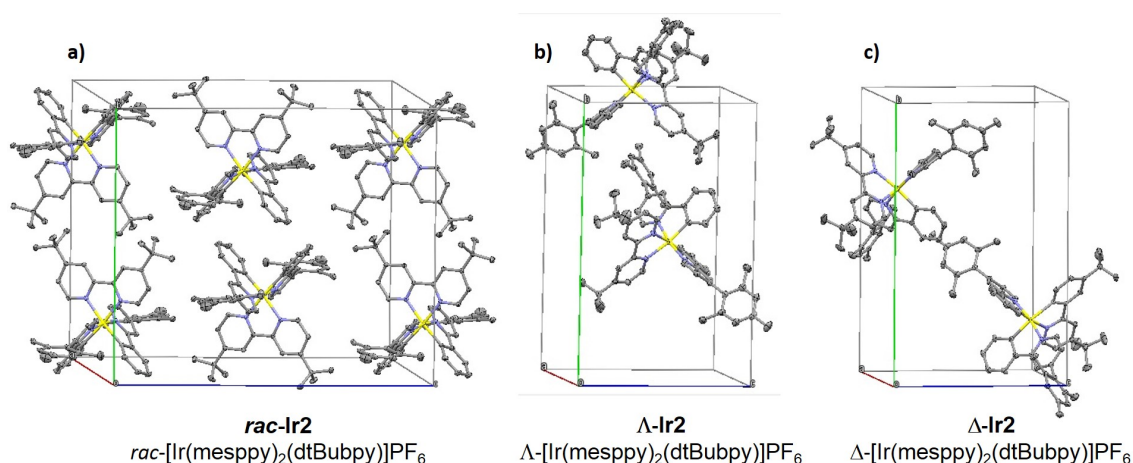 a)
b)
c)
rac-Ir2
rac-[Ir(mesppy)₂(dtBubpy)]PF₆
Λ-Ir2
Λ-[Ir(mesppy)₂(dtBubpy)]PF₆
Δ-Ir2
Δ-[Ir(mesppy)₂(dtBubpy)]PF₆